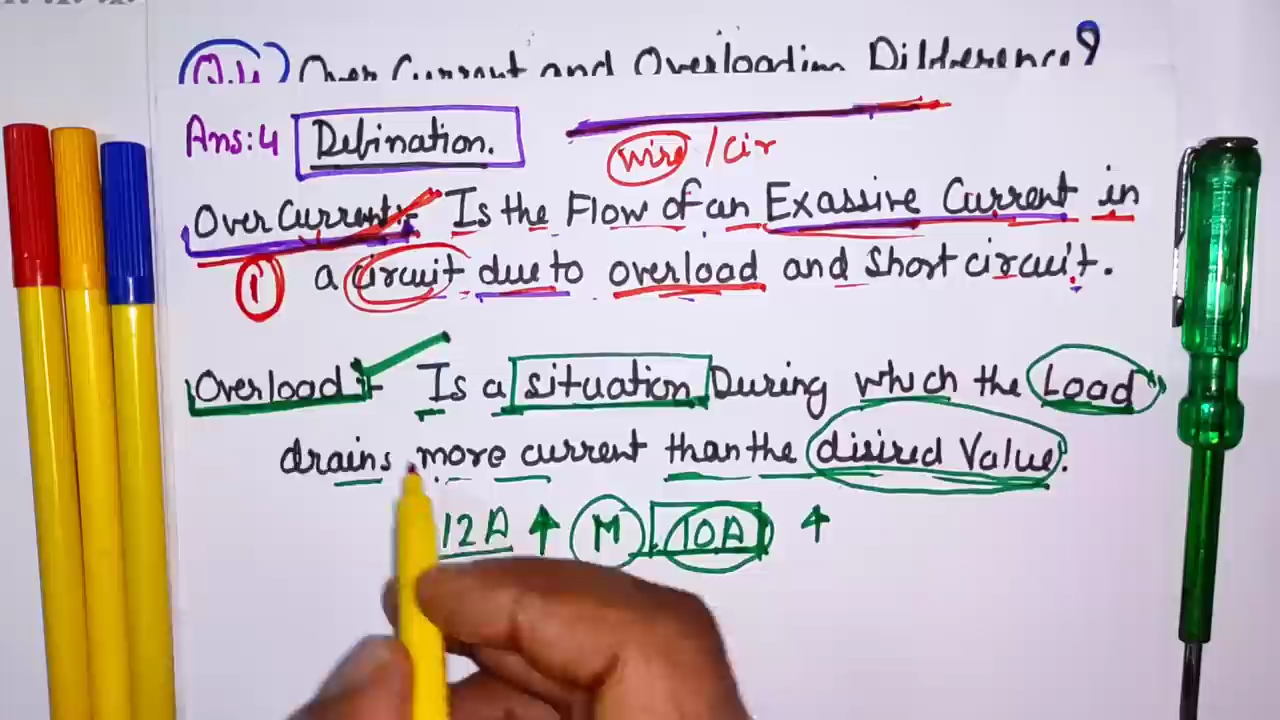 Q.4) Over Current and Overloading Difference?
Ans:4 Defination.
wire / cir
Over Current:- Is the Flow of an Exassive Current in
① a circuit due to overload and short circuit.
Overload:- Is a situation During which the Load
drains more current than the disired Value.
12A ↑ M 10A ↑